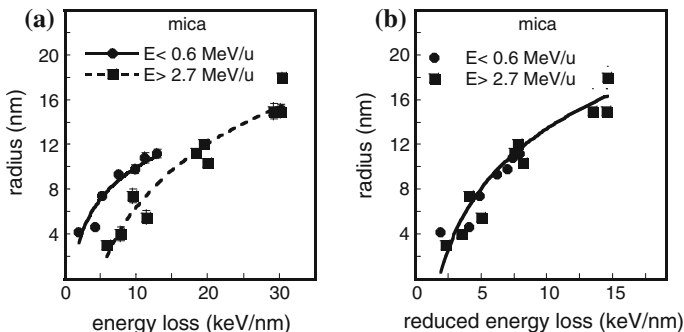 (a)
mica
E< 0.6 MeV/u
E> 2.7 MeV/u
radius (nm)
20
16
12
8
4
0
10
20
30
energy loss (keV/nm)
(b)
mica
E< 0.6 MeV/u
E> 2.7 MeV/u
radius (nm)
20
16
12
8
4
0
5
10
15
reduced energy loss (keV/nm)